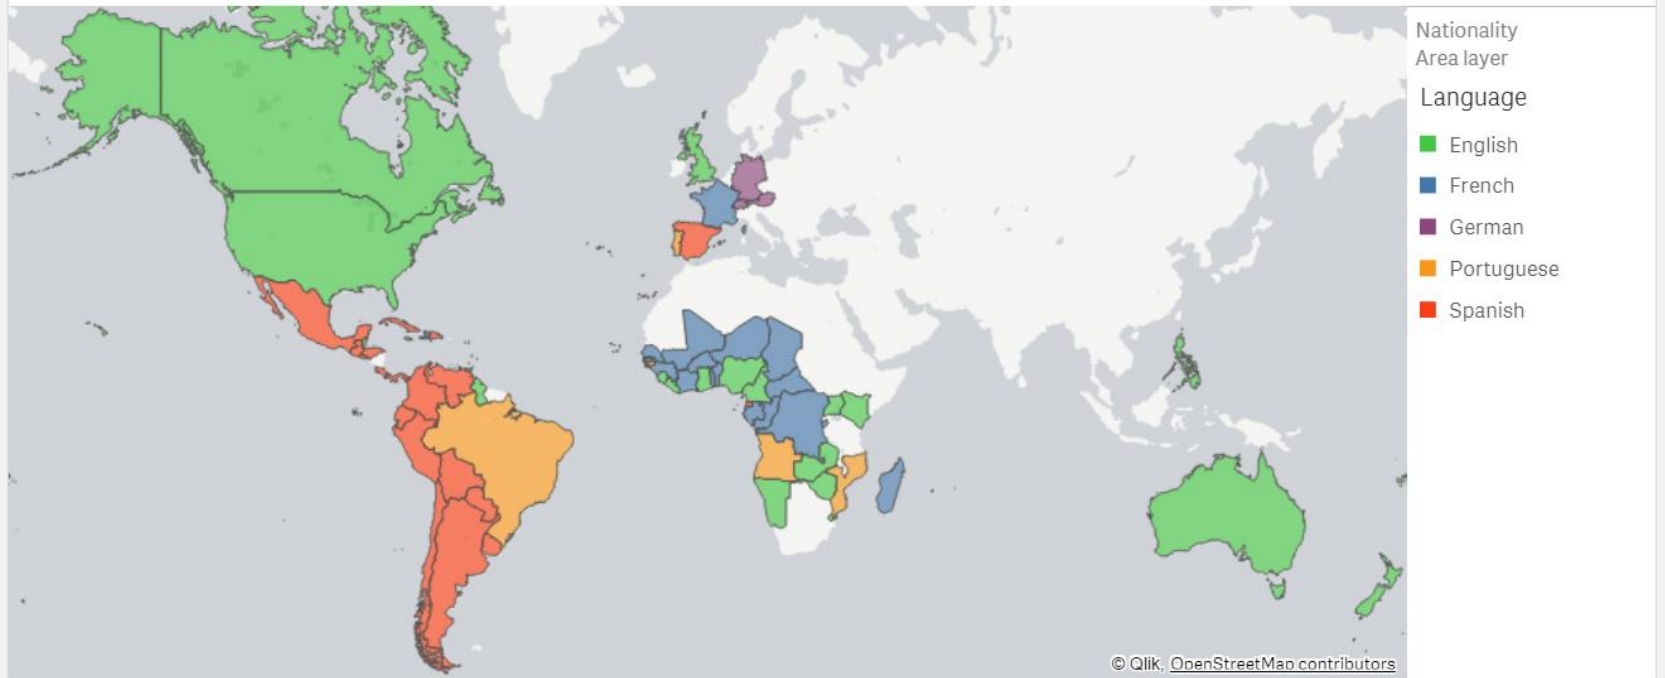 Nationality
Area layer
Language
English
French
German
Portuguese
Spanish
© Qlik, OpenStreetMap contributors